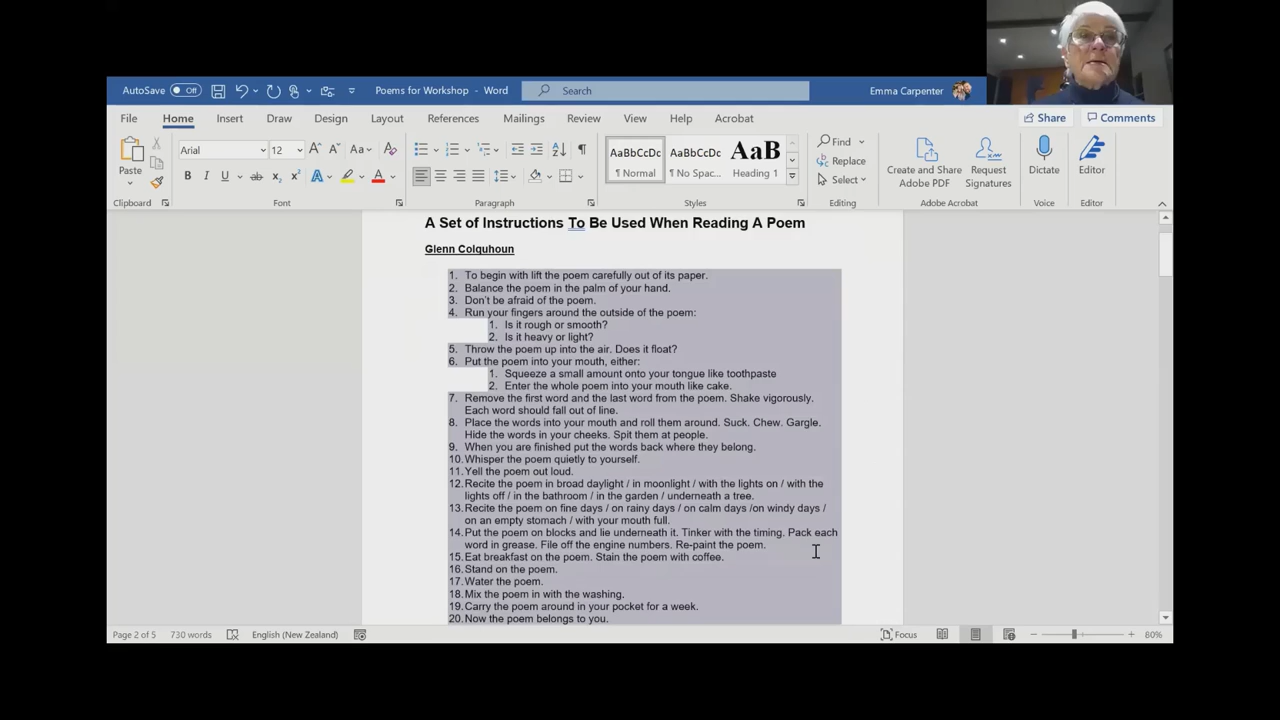 AutoSave Off Poems for Workshop - Word Search Emma Carpenter
File Home Insert Draw Design Layout References Mailings Review View Help Acrobat Share Comments
Paste Arial 12 Aa AaBbCcDc AaBbCcDc AaB Find Replace Select Create and Share Adobe PDF Request Signatures Dictate Editor
B I U ab x₂ x² A A ¶ Normal ¶ No Spac... Heading 1
Clipboard Font Paragraph Styles Editing Adobe Acrobat Voice Editor
A Set of Instructions To Be Used When Reading A Poem
Glenn Colquhoun
1. To begin with lift the poem carefully out of its paper.
2. Balance the poem in the palm of your hand.
3. Don't be afraid of the poem.
4. Run your fingers around the outside of the poem:
1. Is it rough or smooth?
2. Is it heavy or light?
5. Throw the poem up into the air. Does it float?
6. Put the poem into your mouth, either:
1. Squeeze a small amount onto your tongue like toothpaste
2. Enter the whole poem into your mouth like cake.
7. Remove the first word and the last word from the poem. Shake vigorously.
Each word should fall out of line.
8. Place the words into your mouth and roll them around. Suck. Chew. Gargle.
Hide the words in your cheeks. Spit them at people.
9. When you are finished put the words back where they belong.
10. Whisper the poem quietly to yourself.
11. Yell the poem out loud.
12. Recite the poem in broad daylight / in moonlight / with the lights on / with the
lights off / in the bathroom / in the garden / underneath a tree.
13. Recite the poem on fine days / on rainy days / on calm days /on windy days /
on an empty stomach / with your mouth full.
14. Put the poem on blocks and lie underneath it. Tinker with the timing. Pack each
word in grease. File off the engine numbers. Re-paint the poem.
15. Eat breakfast on the poem. Stain the poem with coffee.
16. Stand on the poem.
17. Water the poem.
18. Mix the poem in with the washing.
19. Carry the poem around in your pocket for a week.
20. Now the poem belongs to you.
Page 2 of 5 730 words English (New Zealand) Focus 80%